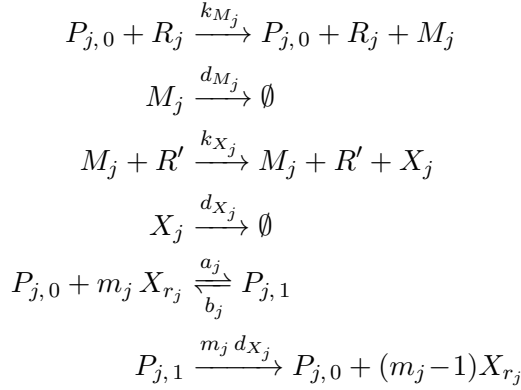 $P_{j,0} + R_j \xrightarrow{k_{M_j}} P_{j,0} + R_j + M_j$
$M_j \xrightarrow{d_{M_j}} \emptyset$
$M_j + R' \xrightarrow{k_{X_j}} M_j + R' + X_j$
$X_j \xrightarrow{d_{X_j}} \emptyset$
$P_{j,0} + m_j X_{r_j} \underset{b_j}{\overset{a_j}{\rightleftharpoons}} P_{j,1}$
$P_{j,1} \xrightarrow{m_j d_{X_j}} P_{j,0} + (m_j-1) X_{r_j}$